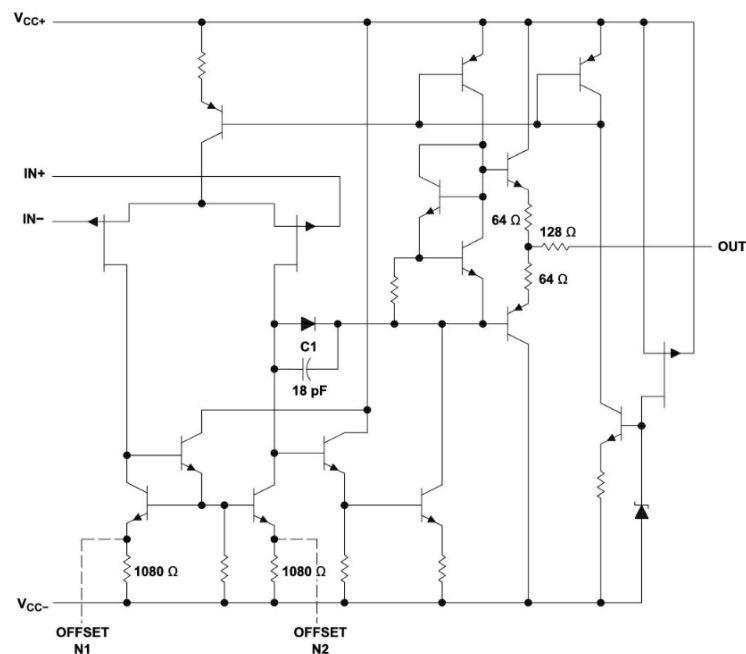 VCC+
IN+
IN−
64 Ω
128 Ω
OUT
64 Ω
C1
18 pF
1080 Ω
1080 Ω
VCC−
OFFSET
N1
OFFSET
N2